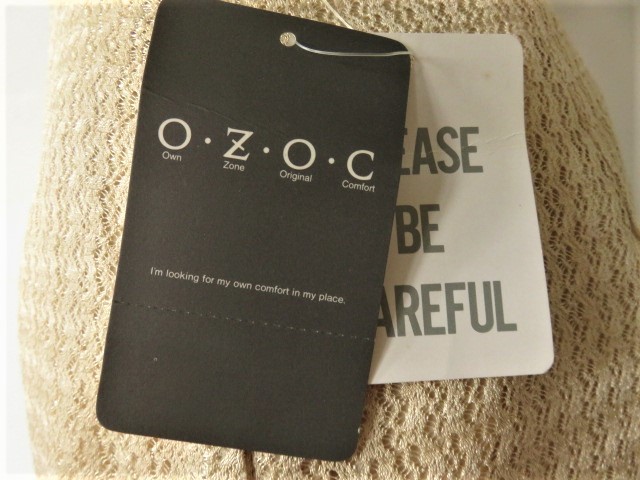 O·Z·O·C
Own Zone Original Comfort
I'm looking for my own comfort in my place.
EASE
BE
AREFUL